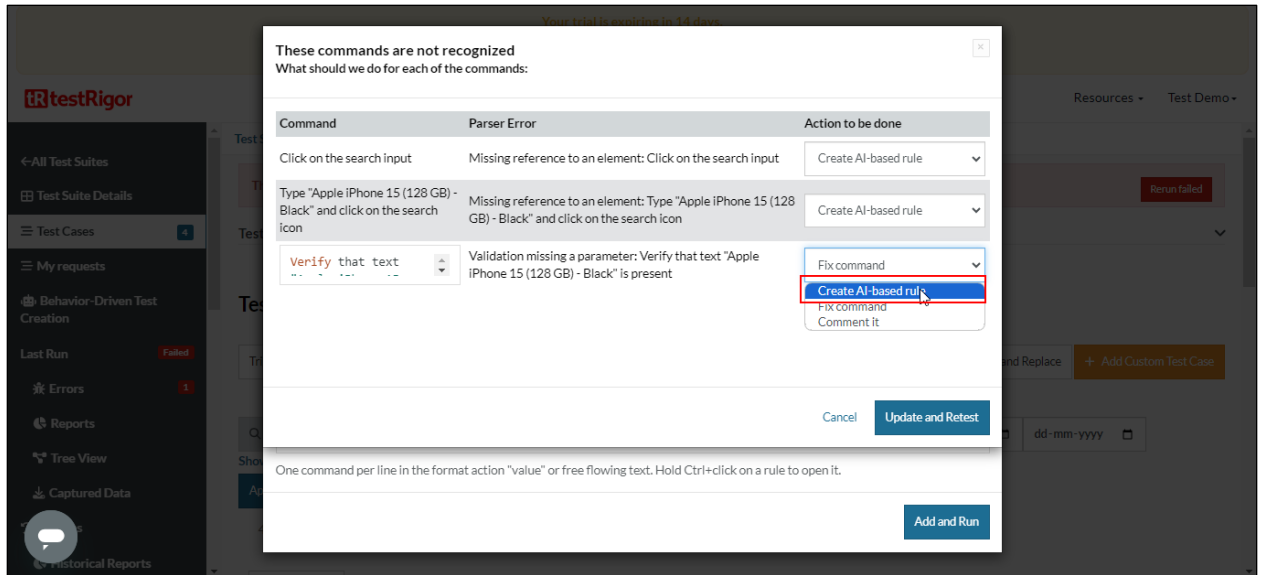 Your trial is expiring in 14 days.
These commands are not recognized
What should we do for each of the commands:
×
tR testRigor
Resources
Test Demo
Command
Parser Error
Action to be done
Click on the search input
Missing reference to an element: Click on the search input
Create AI-based rule
Type "Apple iPhone 15 (128 GB) -
Black" and click on the search
icon
Missing reference to an element: Type "Apple iPhone 15 (128
GB) - Black" and click on the search icon
Create AI-based rule
Verify that text
Validation missing a parameter: Verify that text "Apple
iPhone 15 (128 GB) - Black" is present
Fix command
Create AI-based rule
Fix command
Comment it
Cancel
Update and Retest
One command per line in the format action "value" or free flowing text. Hold Ctrl+click on a rule to open it.
Add and Run
←All Test Suites
Test Suite Details
Test Cases
4
My requests
Behavior-Driven Test
Creation
Last Run
Failed
Errors
1
Reports
Tree View
Captured Data
Historical Reports
Test
Rerun failed
and Replace
+ Add Custom Test Case
dd-mm-yyyy